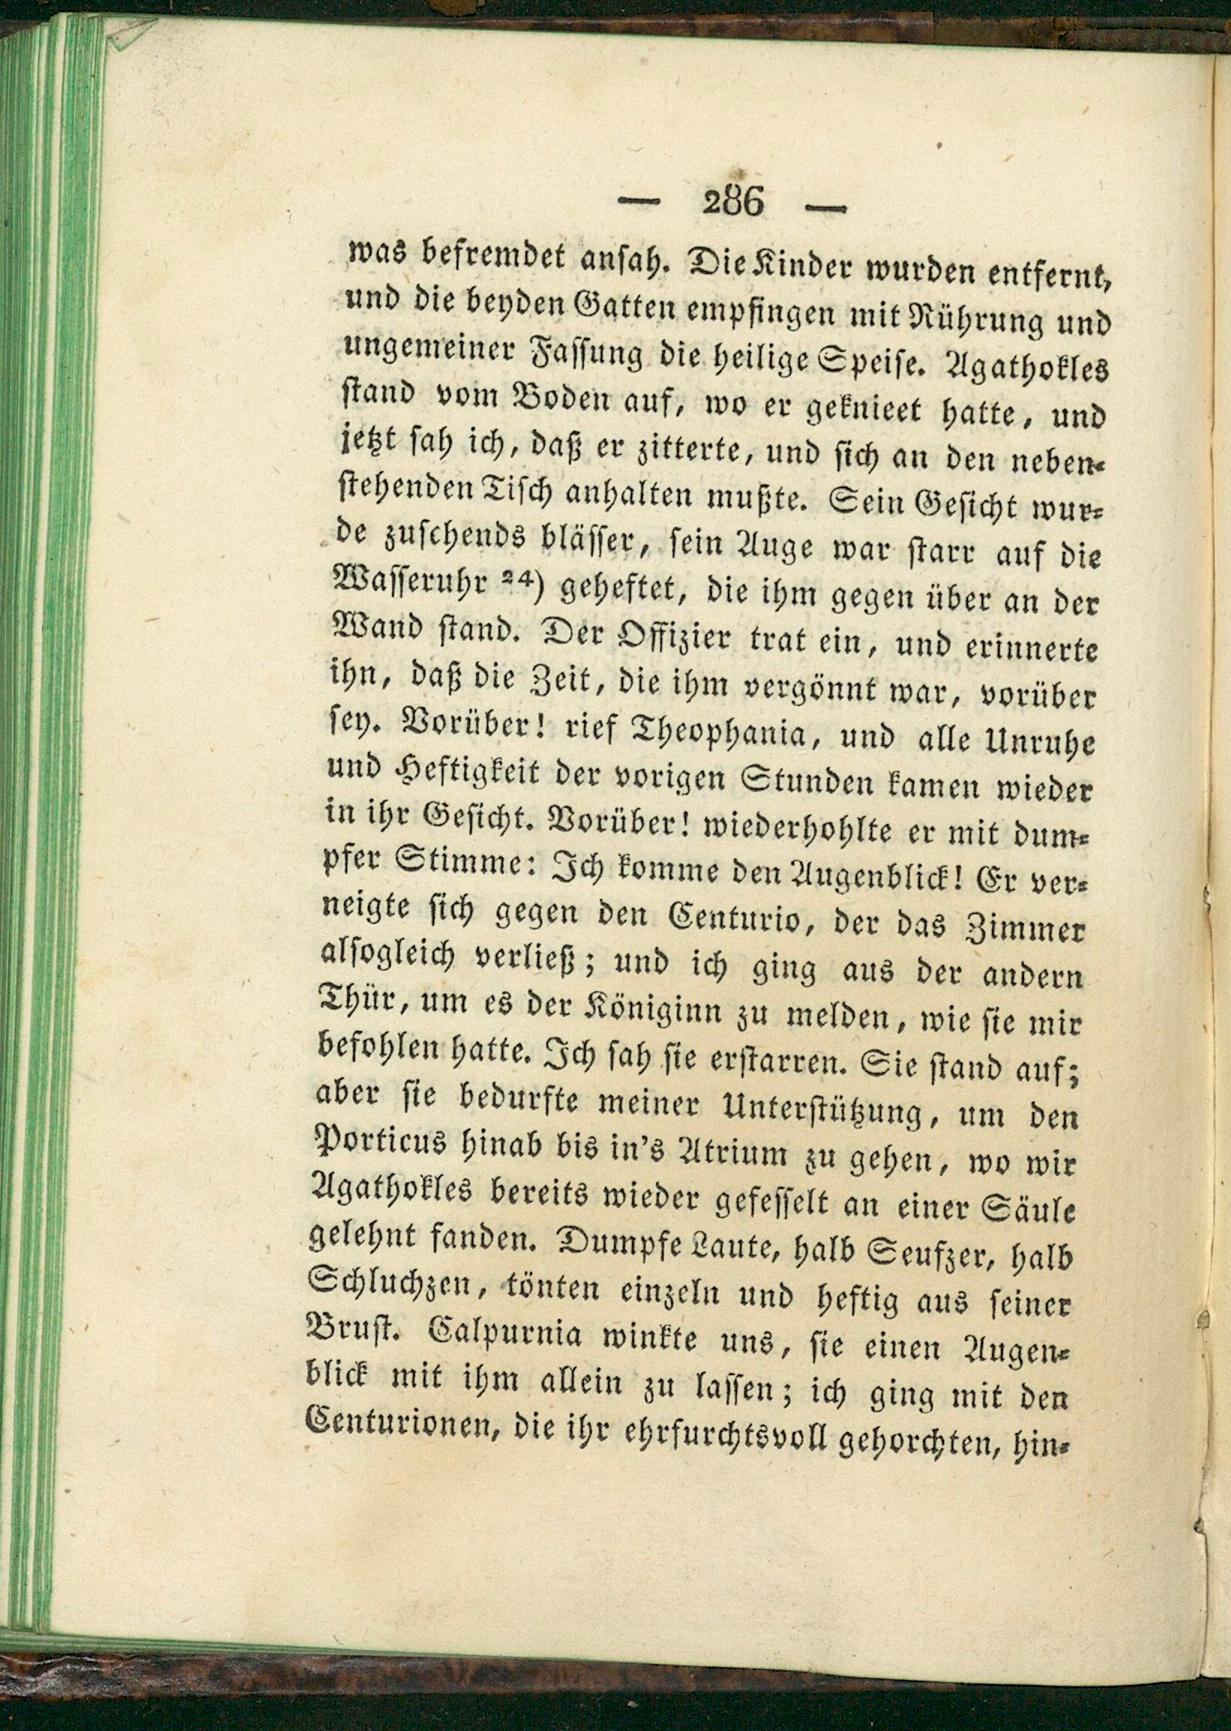 — 286 —
was befremdet ansah. Die Kinder wurden entfernt,
und die beyden Gatten empfingen mit Rührung und
ungemeiner Fassung die heilige Speise. Agathokles
stand vom Boden auf, wo er geknieet hatte, und
jetzt sah ich, daß er zitterte, und sich an den neben-
stehenden Tisch anhalten mußte. Sein Gesicht wur-
de zusehends blässer, sein Auge war starr auf die
Wasseruhr 24) geheftet, die ihm gegen über an der
Wand stand. Der Offizier trat ein, und erinnerte
ihn, daß die Zeit, die ihm vergönnt war, vorüber
sey. Vorüber! rief Theophania, und alle Unruhe
und Heftigkeit der vorigen Stunden kamen wieder
in ihr Gesicht. Vorüber! wiederhohlte er mit dum-
pfer Stimme: Ich komme den Augenblick! Er ver-
neigte sich gegen den Centurio, der das Zimmer
alsogleich verließ; und ich ging aus der andern
Thür, um es der Königinn zu melden, wie sie mir
befohlen hatte. Ich sah sie erstarren. Sie stand auf;
aber sie bedurfte meiner Unterstützung, um den
Porticus hinab bis in's Atrium zu gehen, wo wir
Agathokles bereits wieder gefesselt an einer Säule
gelehnt fanden. Dumpfe Laute, halb Seufzer, halb
Schluchzen, tönten einzeln und heftig aus seiner
Brust. Calpurnia winkte uns, sie einen Augen-
blick mit ihm allein zu lassen; ich ging mit den
Centurionen, die ihr ehrfurchtsvoll gehorchten, hin-